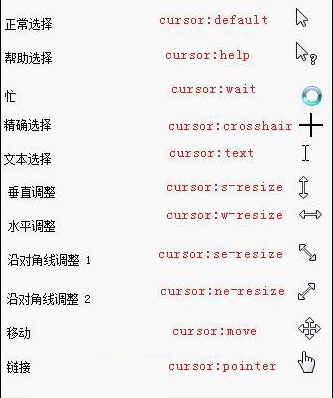 正常选择 cursor:default
帮助选择 cursor:help
忙 cursor:wait
精确选择 cursor:crosshair
文本选择 cursor:text
垂直调整 cursor:s-resize
水平调整 cursor:w-resize
沿对角线调整 1 cursor:se-resize
沿对角线调整 2 cursor:ne-resize
移动 cursor:move
链接 cursor:pointer